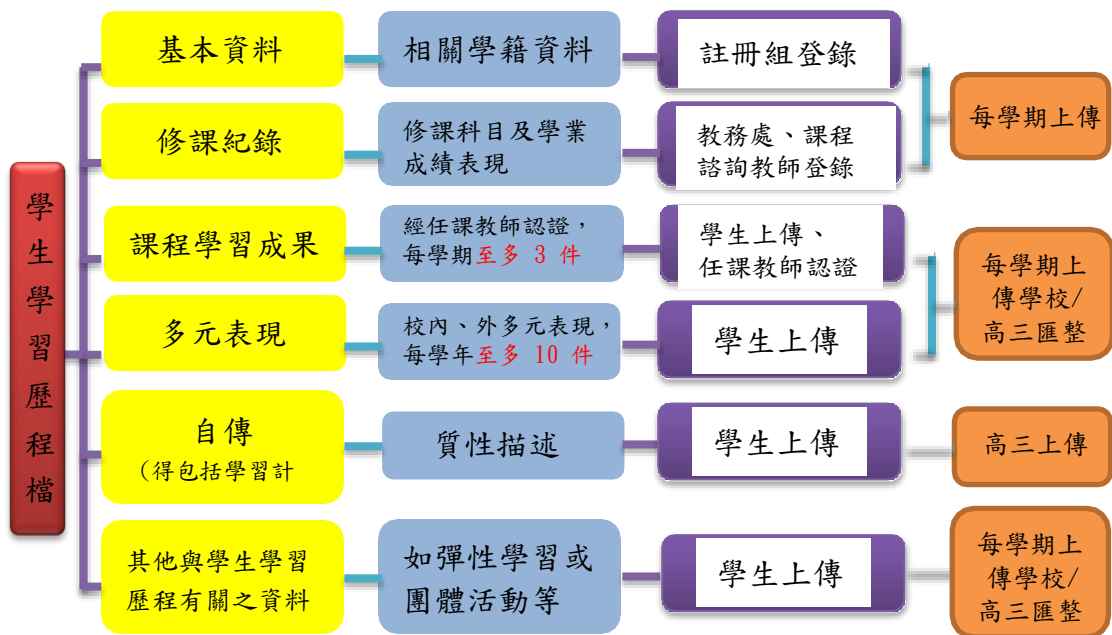 學生學習歷程檔
基本資料
相關學籍資料
註冊組登錄
修課紀錄
修課科目及學業
成績表現
教務處、課程
諮詢教師登錄
每學期上傳
課程學習成果
經任課教師認證，
每學期至多 3 件
學生上傳、
任課教師認證
多元表現
校內、外多元表現，
每學年至多 10 件
學生上傳
每學期上
傳學校/
高三匯整
自傳
（得包括學習計
質性描述
學生上傳
高三上傳
其他與學生學習
歷程有關之資料
如彈性學習或
團體活動等
學生上傳
每學期上
傳學校/
高三匯整